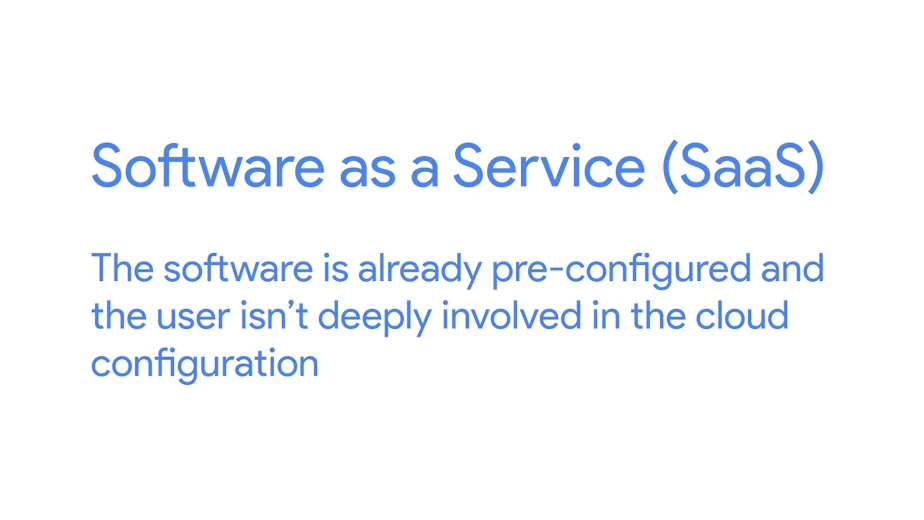 Software as a Service (SaaS)
The software is already pre-configured and
the user isn’t deeply involved in the cloud
configuration